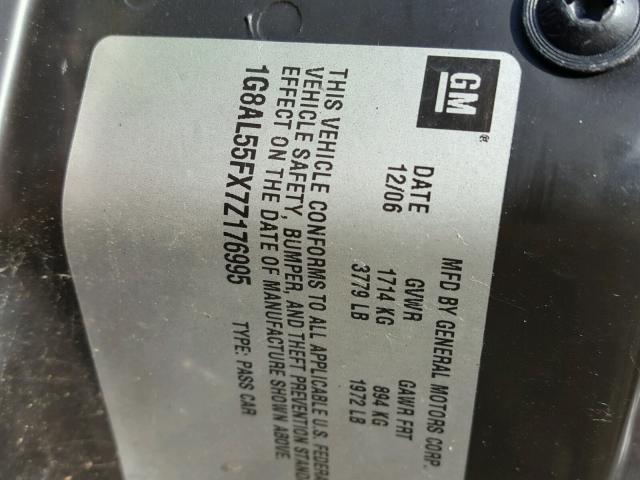 GM
®
DATE MFD BY GENERAL MOTORS CORP.
12/06 GVWR GAWR FRT
1714 KG 894 KG
3779 LB 1972 LB
THIS VEHICLE CONFORMS TO ALL APPLICABLE U.S.
VEHICLE SAFETY, BUMPER, AND THEFT PREVENTION
EFFECT ON THE DATE OF MANUFACTURE SHOWN ABOVE.
1G8AL55FX7Z176995 TYPE: PASS CAR